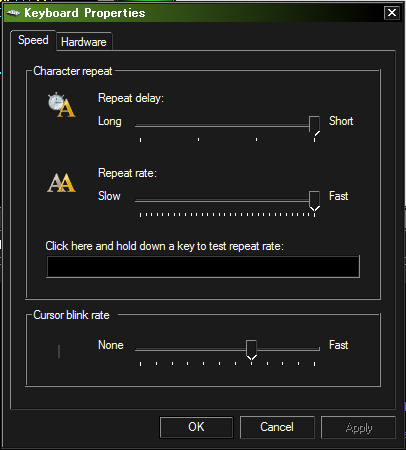 Keyboard Properties
Speed Hardware
Character repeat
Repeat delay:
Long Short
Repeat rate:
Slow Fast
Click here and hold down a key to test repeat rate:
Cursor blink rate
None Fast
OK Cancel Apply